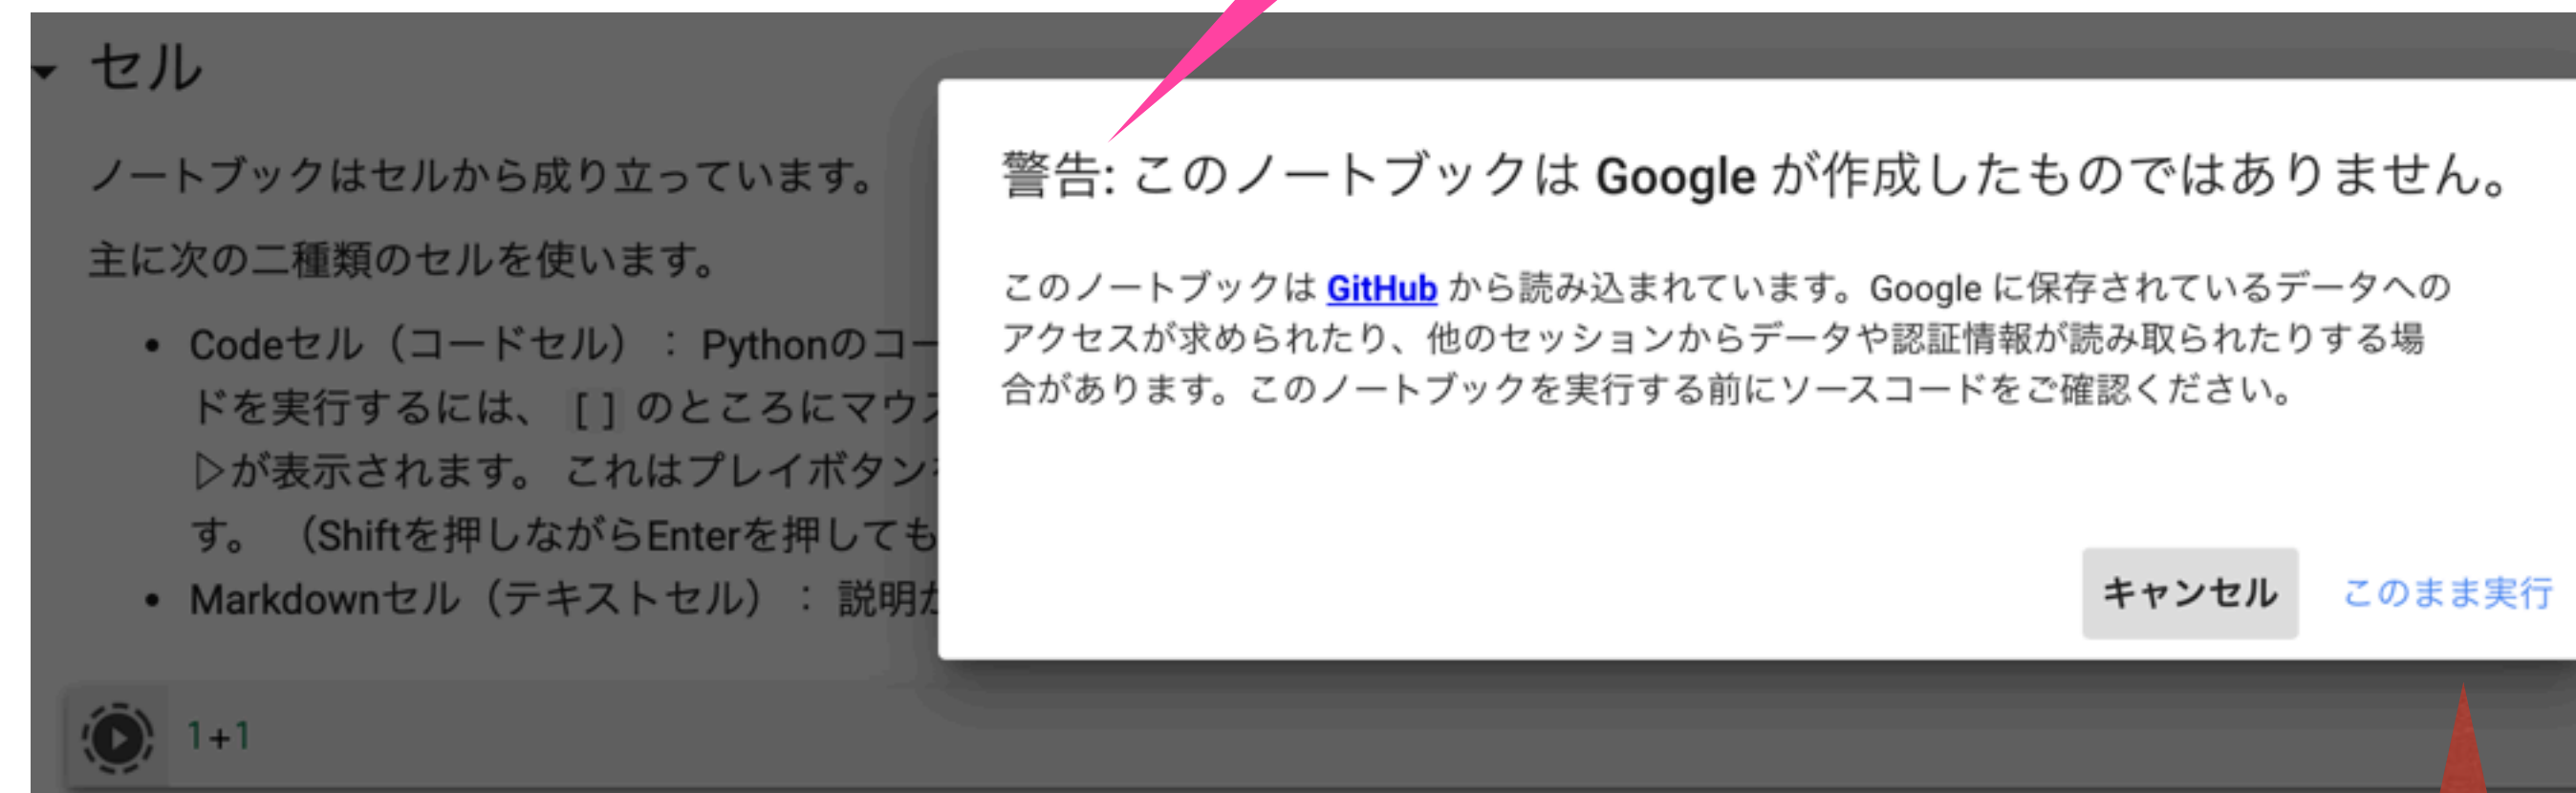 セル
ノートブックはセルから成り立っています。
主に次の二種類のセルを使います。
• Codeセル（コードセル）： Pythonのコー
ドを実行するには、 [ ] のところにマウス
▷が表示されます。 これはプレイボタン
す。 （Shiftを押しながらEnterを押しても
• Markdownセル（テキストセル）： 説明
1+1
警告: このノートブックは Google が作成したものではありません。
このノートブックは GitHub から読み込まれています。Google に保存されているデータへの
アクセスが求められたり、他のセッションからデータや認証情報が読み取られたりする場
合があります。このノートブックを実行する前にソースコードをご確認ください。
キャンセル
このまま実行